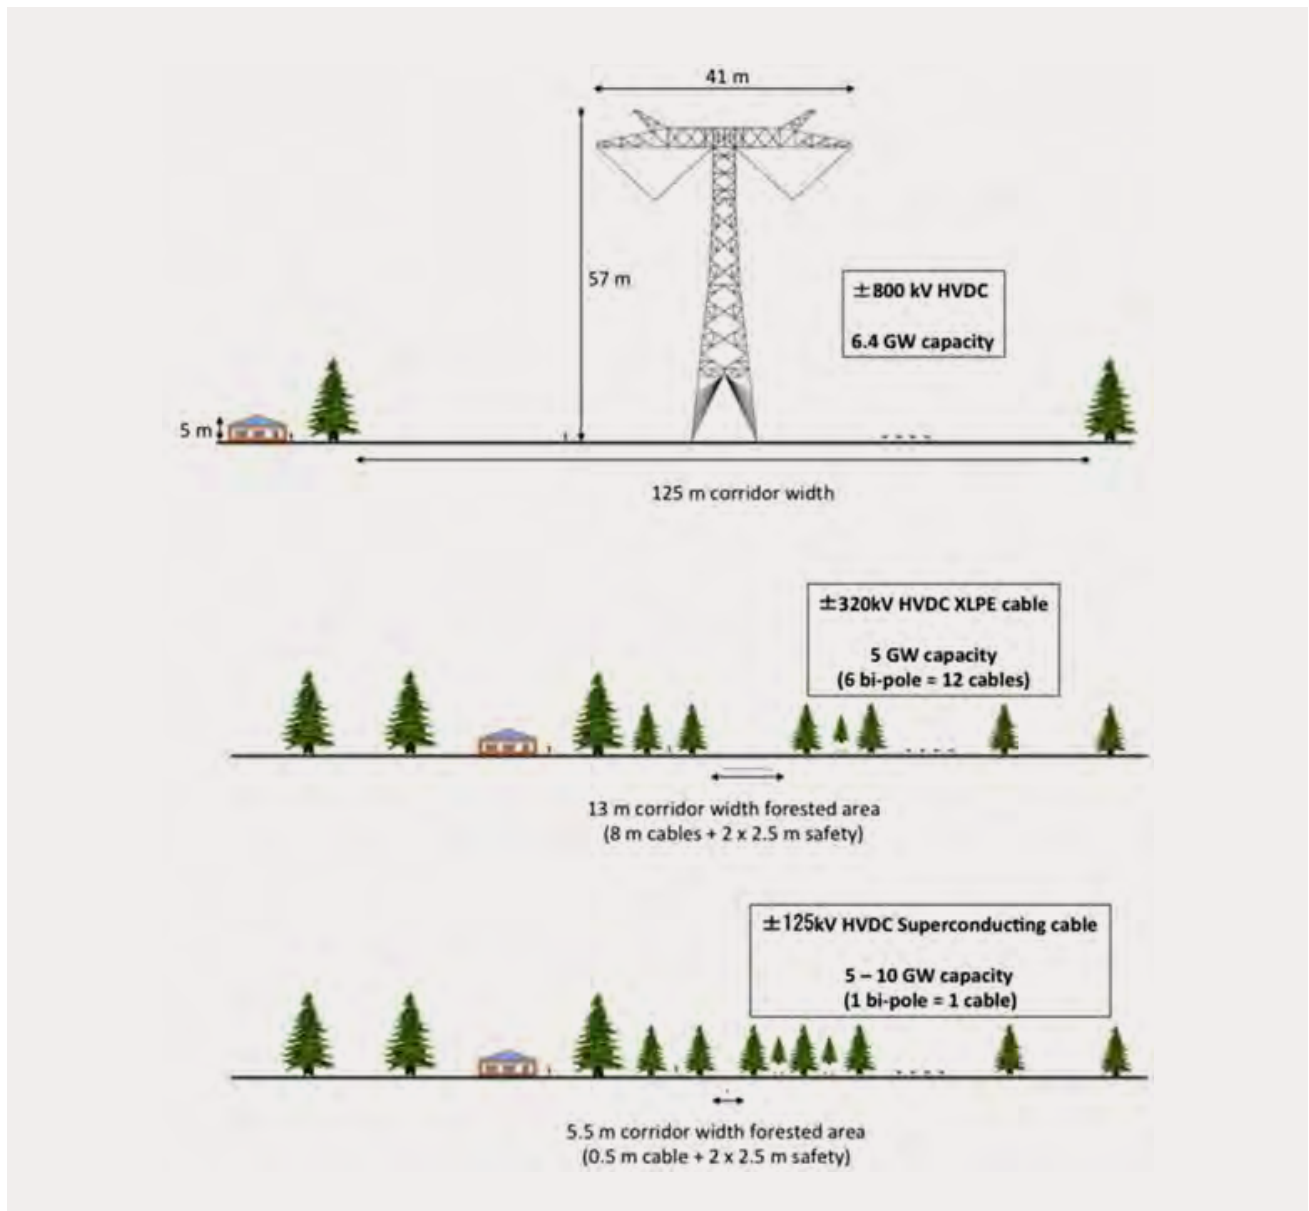 41 m
57 m
±800 kV HVDC
6.4 GW capacity
5 m
125 m corridor width
±320kV HVDC XLPE cable
5 GW capacity
(6 bi-pole = 12 cables)
13 m corridor width forested area
(8 m cables + 2 x 2.5 m safety)
±125kV HVDC Superconducting cable
5 – 10 GW capacity
(1 bi-pole = 1 cable)
5.5 m corridor width forested area
(0.5 m cable + 2 x 2.5 m safety)